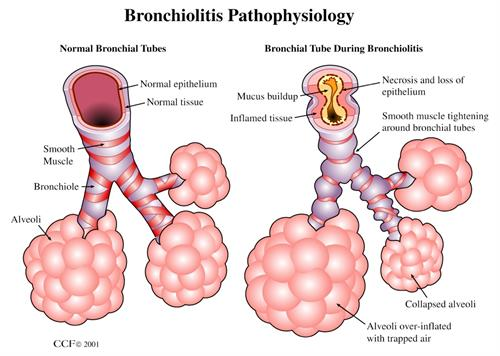 Bronchiolitis Pathophysiology
Normal Bronchial Tubes
Normal epithelium
Normal tissue
Smooth
Muscle
Bronchiole
Alveoli
CCF© 2001
Bronchial Tube During Bronchiolitis
Mucus buildup
Inflamed tissue
Necrosis and loss of
epithelium
Smooth muscle tightening
around bronchial tubes
Collapsed alveoli
Alveoli over-inflated
with trapped air